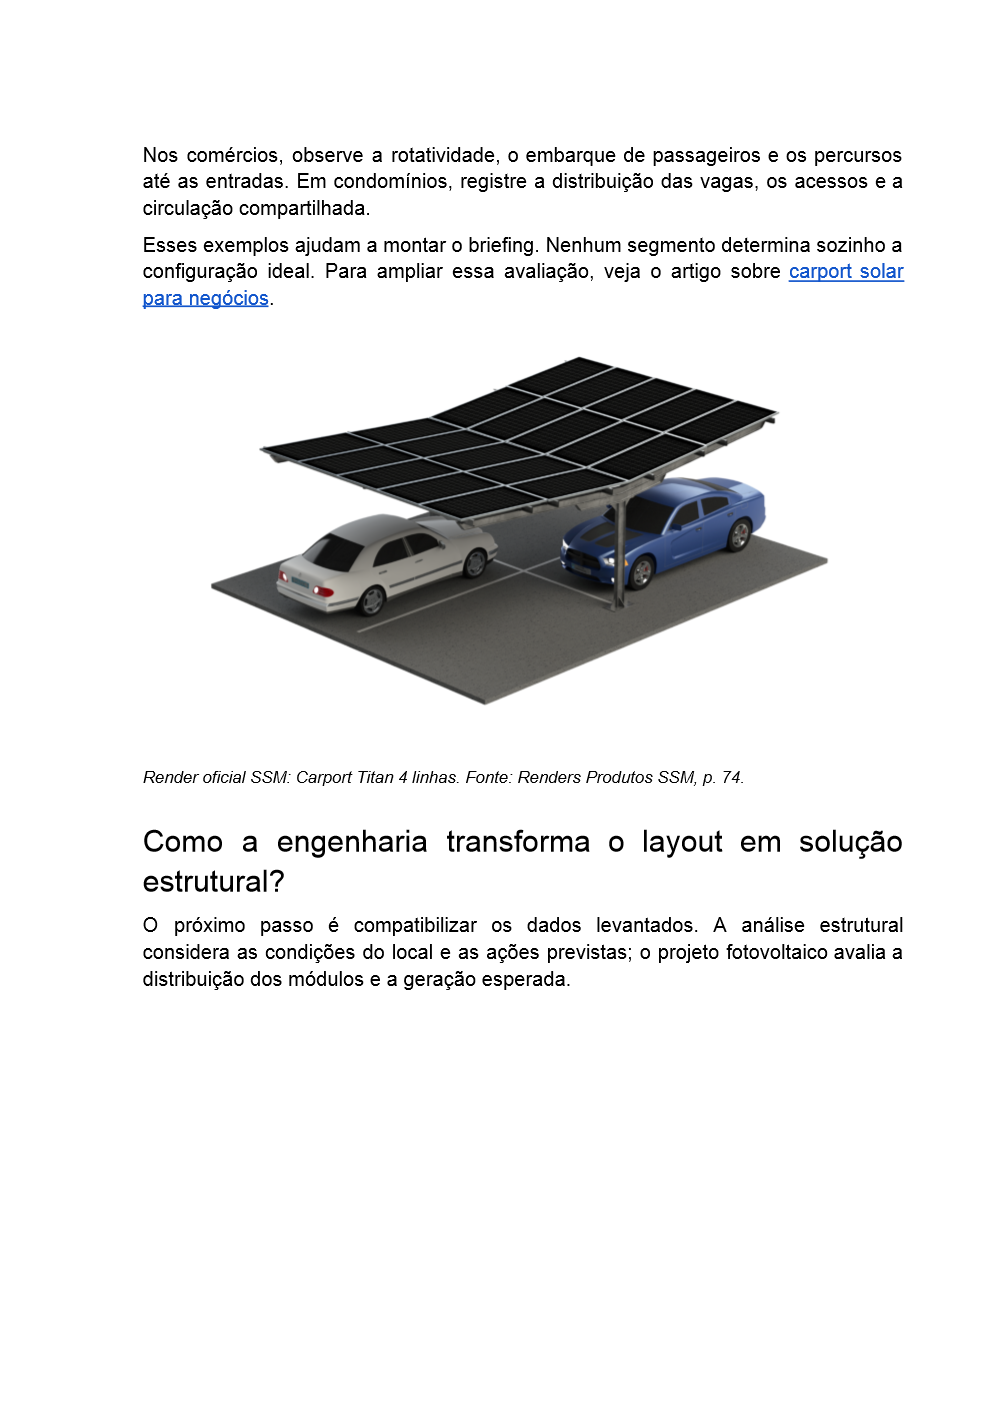 Nos comércios, observe a rotatividade, o embarque de passageiros e os percursos
até as entradas. Em condomínios, registre a distribuição das vagas, os acessos e a
circulação compartilhada.
Esses exemplos ajudam a montar o briefing. Nenhum segmento determina sozinho a
configuração ideal. Para ampliar essa avaliação, veja o artigo sobre carport solar
para negócios.
Render oficial SSM: Carport Titan 4 linhas. Fonte: Renders Produtos SSM, p. 74.
Como a engenharia transforma o layout em solução
estrutural?
O próximo passo é compatibilizar os dados levantados. A análise estrutural
considera as condições do local e as ações previstas; o projeto fotovoltaico avalia a
distribuição dos módulos e a geração esperada.